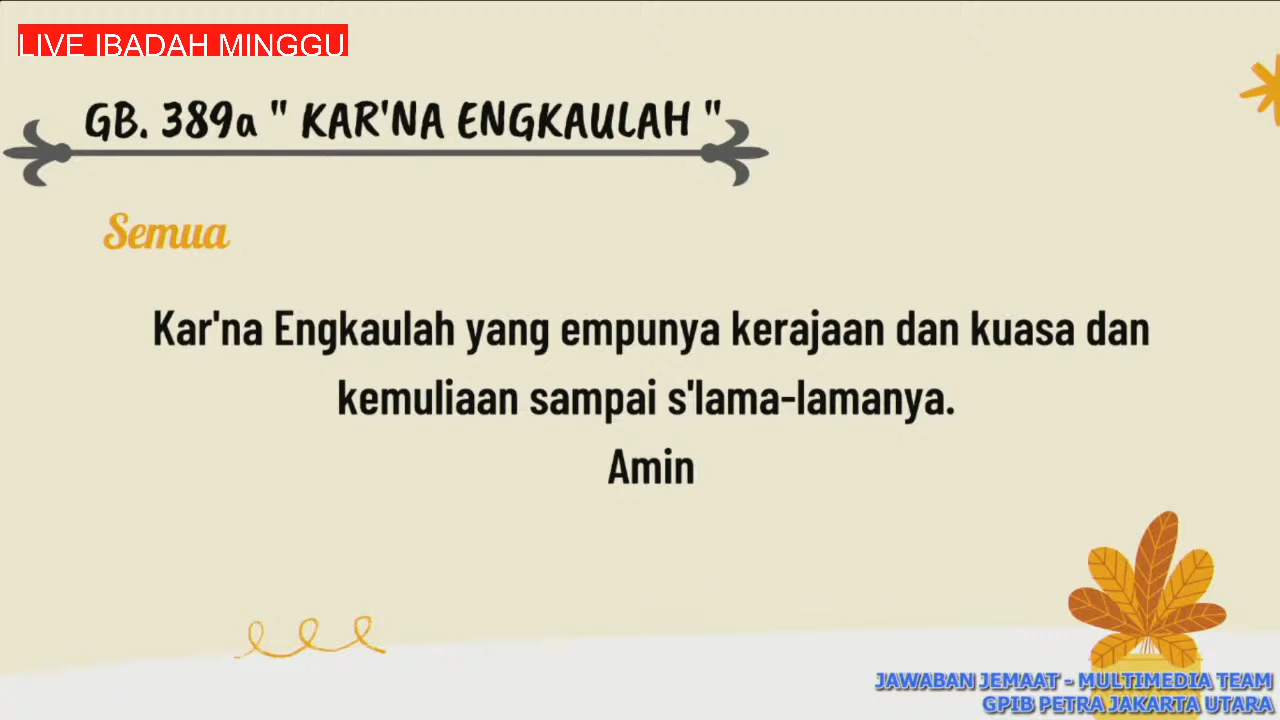 LIVE IBADAH MINGGU
GB. 389a " KAR'NA ENGKAULAH "
Semua
Kar'na Engkaulah yang empunya kerajaan dan kuasa dan
kemuliaan sampai s'lama-lamanya.
Amin
JAWABAN JEMAAT - MULTIMEDIA TEAM
GPIB PETRA JAKARTA UTARA